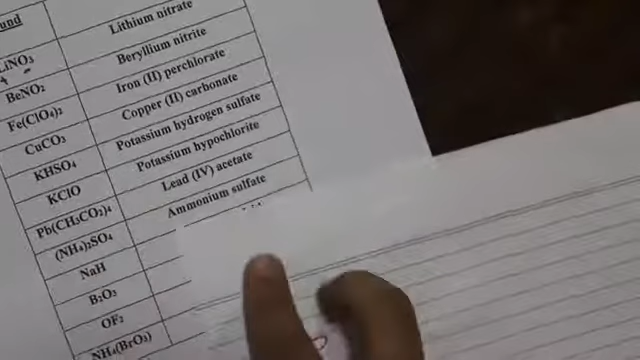 und
LiNO₃ Lithium nitrate
BeNO₂ Beryllium nitrite
Fe(ClO₄)₂ Iron (II) perchlorate
CuCO₃ Copper (II) carbonate
KHSO₄ Potassium hydrogen sulfate
KClO Potassium hypochlorite
Pb(CH₃CO₂)₄ Lead (IV) acetate
(NH₄)₂SO₄ Ammonium sulfate
NaH
B₂O₃
OF₂
NH₄(BrO₃)